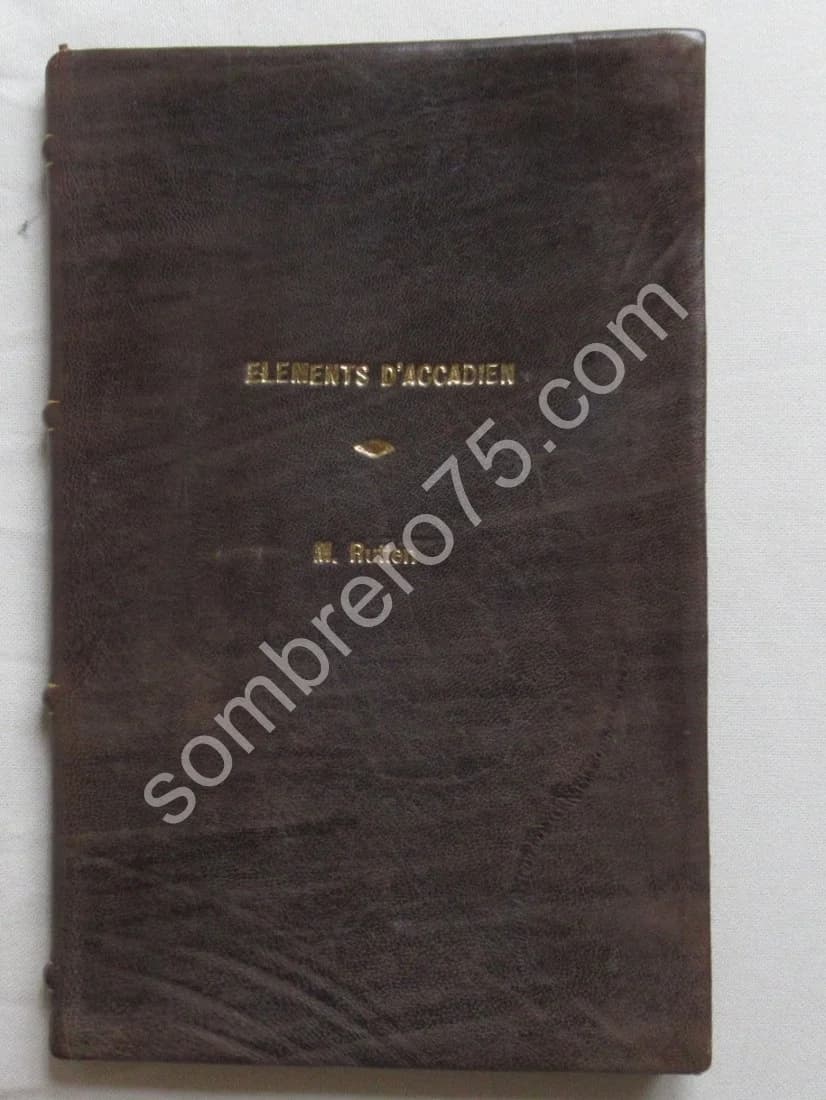 ELEMENTS D'ACCADIEN
M. Rutten
sombrero75.com